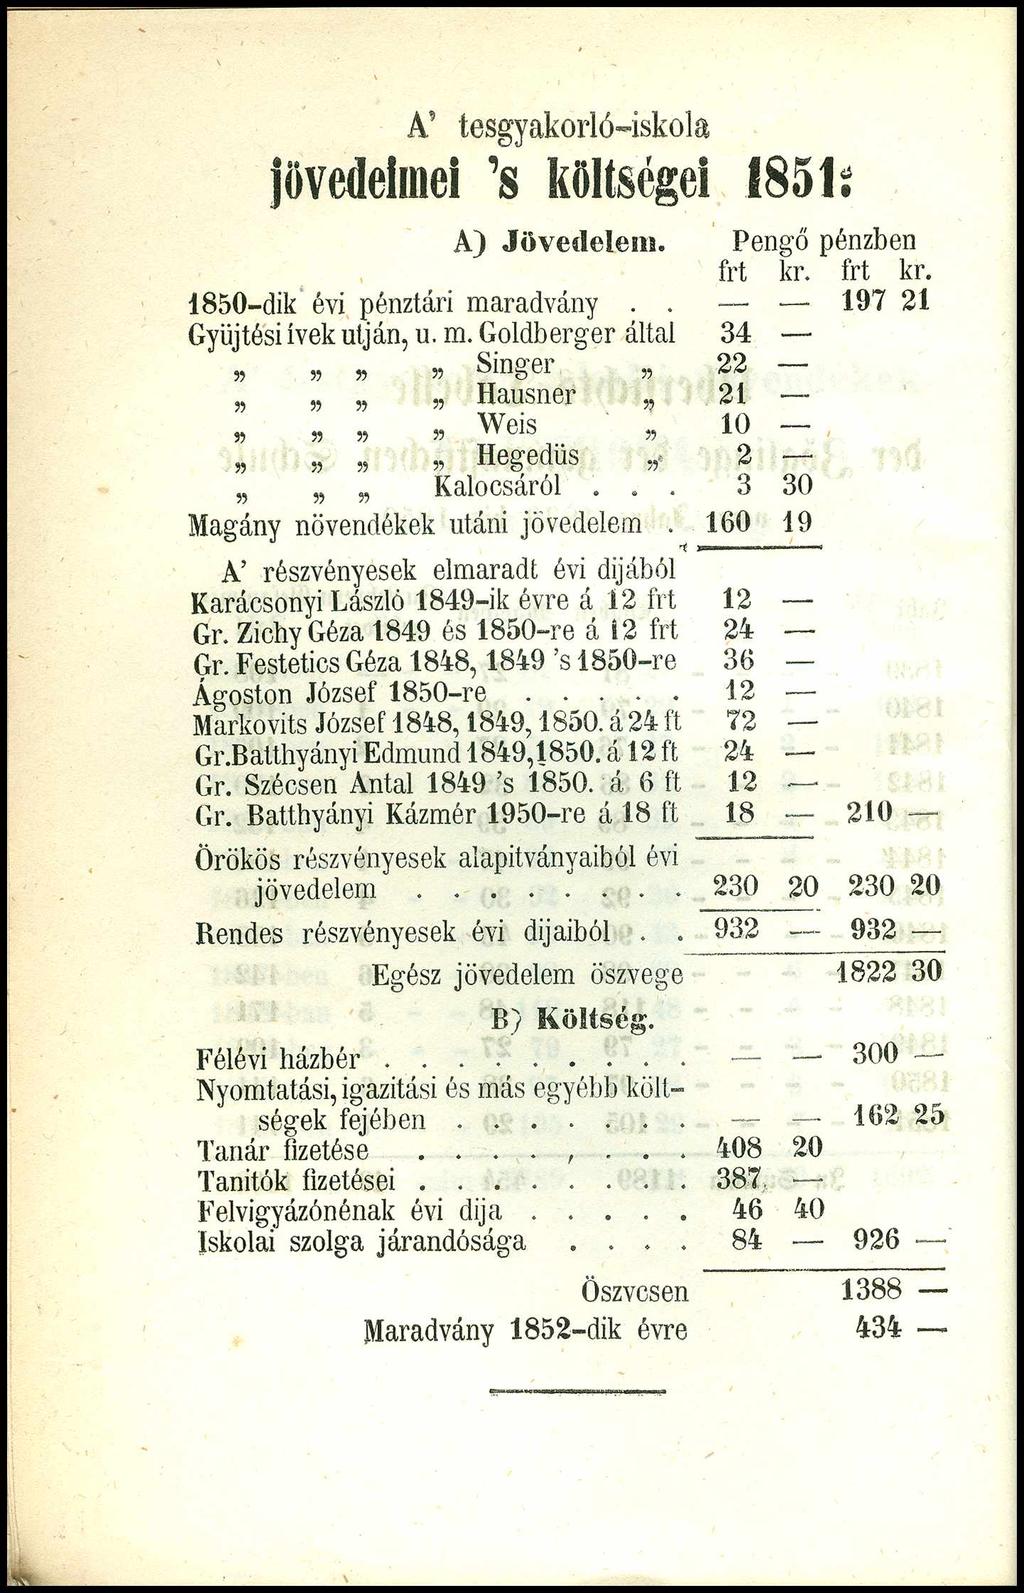 A' tesgyakorló-iskola
jövedelmei 's költségei 1851:
A) Jövedelem. Pengő pénzben
frt kr. frt kr.
1850-dik évi pénztári maradvány . . — — 197 21
Gyüjtési ívek utján, u. m. Goldberger által 34 —
„ „ „ „ Singer „ 22 —
„ „ „ „ Hausner „ 21 —
„ „ „ „ Weis „ 10 —
„ „ „ „ Hegedüs „ 2 —
„ „ „ Kalocsáról . . . 3 30
Magány növendékek utáni jövedelem . 160 19
A' részvényesek elmaradt évi dijából
Karácsonyi László 1849-ik évre á 12 frt 12 —
Gr. Zichy Géza 1849 és 1850-re á 12 frt 24 —
Gr. Festetics Géza 1848, 1849 's 1850-re 36 —
Ágoston József 1850-re . . . . . 12 —
Markovits József 1848, 1849, 1850. á 24 ft 72 —
Gr. Batthyányi Edmund 1849, 1850. á 12 ft 24 —
Gr. Szécsen Antal 1849 's 1850. á 6 ft 12 —
Gr. Batthyányi Kázmér 1950-re á 18 ft 18 — 210 —
Örökös részvényesek alapitványaiból évi
jövedelem . . . . . . . . 230 20 230 20
Rendes részvényesek évi dijaiból . . 932 — 932 —
Egész jövedelem öszvege 1822 30
B) Költség.
Félévi házbér . . . . . . . . — — 300 —
Nyomtatási, igazitási és más egyébb költ-
ségek fejében . . . . . . . — — 162 25
Tanár fizetése . . . . , . . . 408 20
Tanitók fizetései . . . . . . . . 387 —
Felvigyázónénak évi dija . . . . . 46 40
Iskolai szolga járandósága . . . . 84 — 926 —
Öszvesen 1388 —
Maradvány 1852-dik évre 434 —